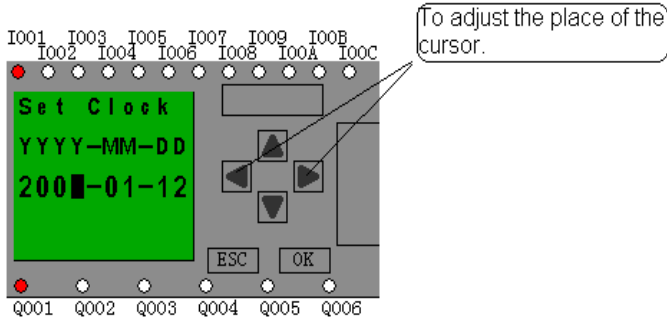 To adjust the place of the
cursor.
I001 I003 I005 I007 I009 I00B
I002 I004 I006 I008 I00A I00C
Set Clock
YYYY-MM-DD
200█-01-12
ESC OK
Q001 Q002 Q003 Q004 Q005 Q006